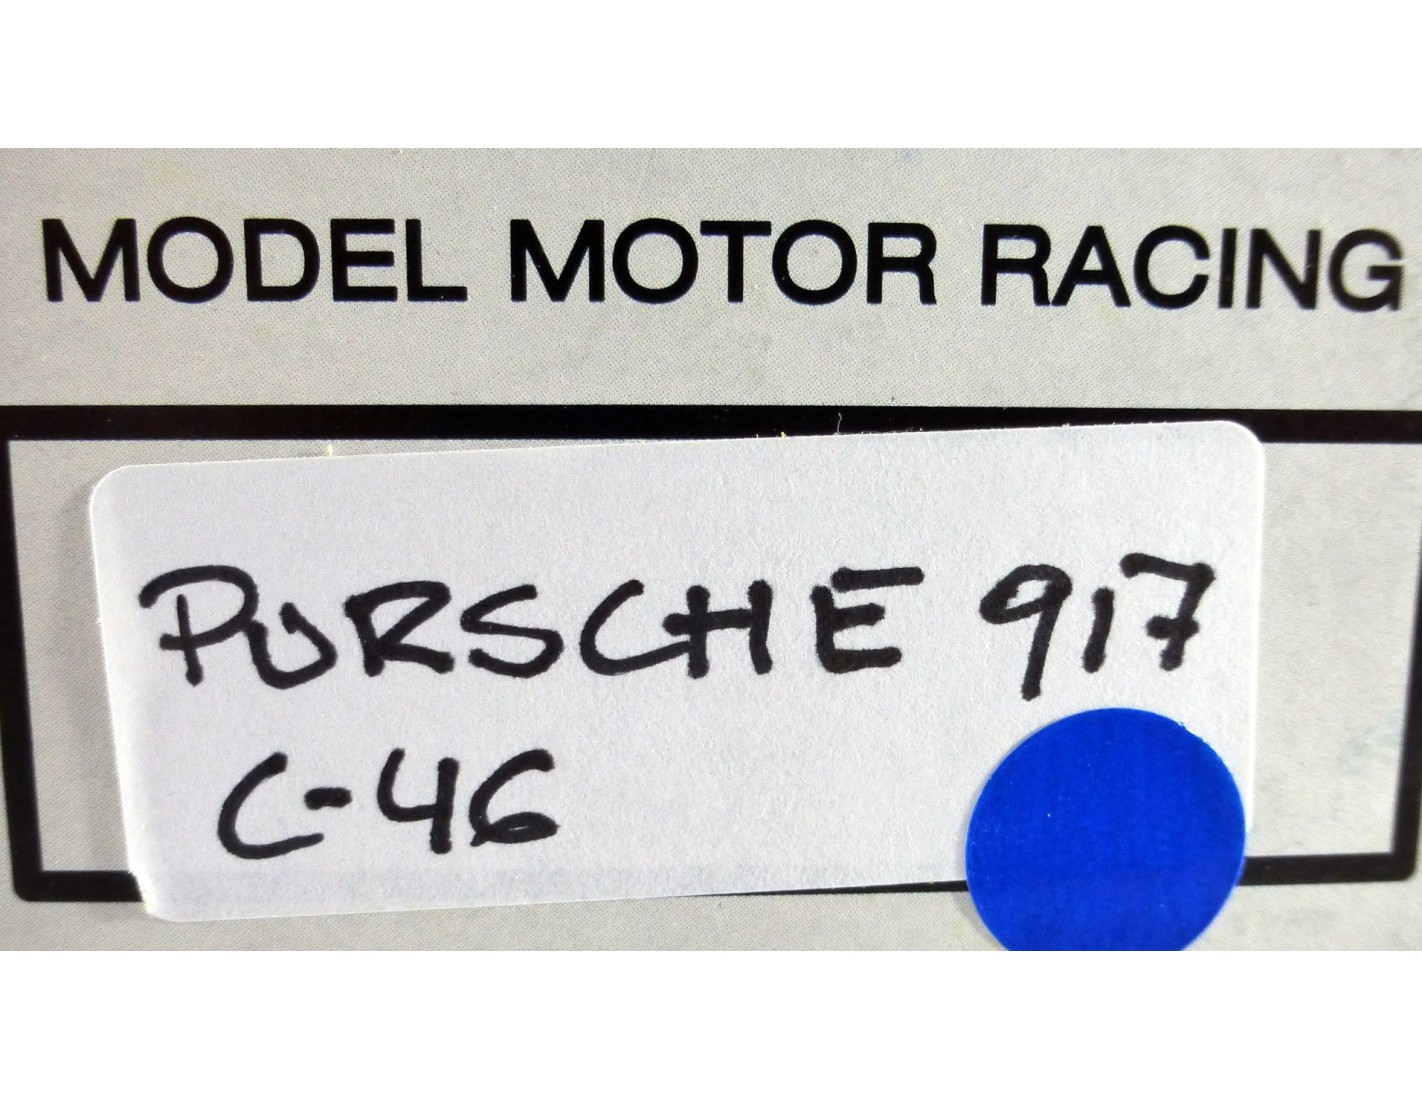 MODEL MOTOR RACING
PORSCHE 917
C-46